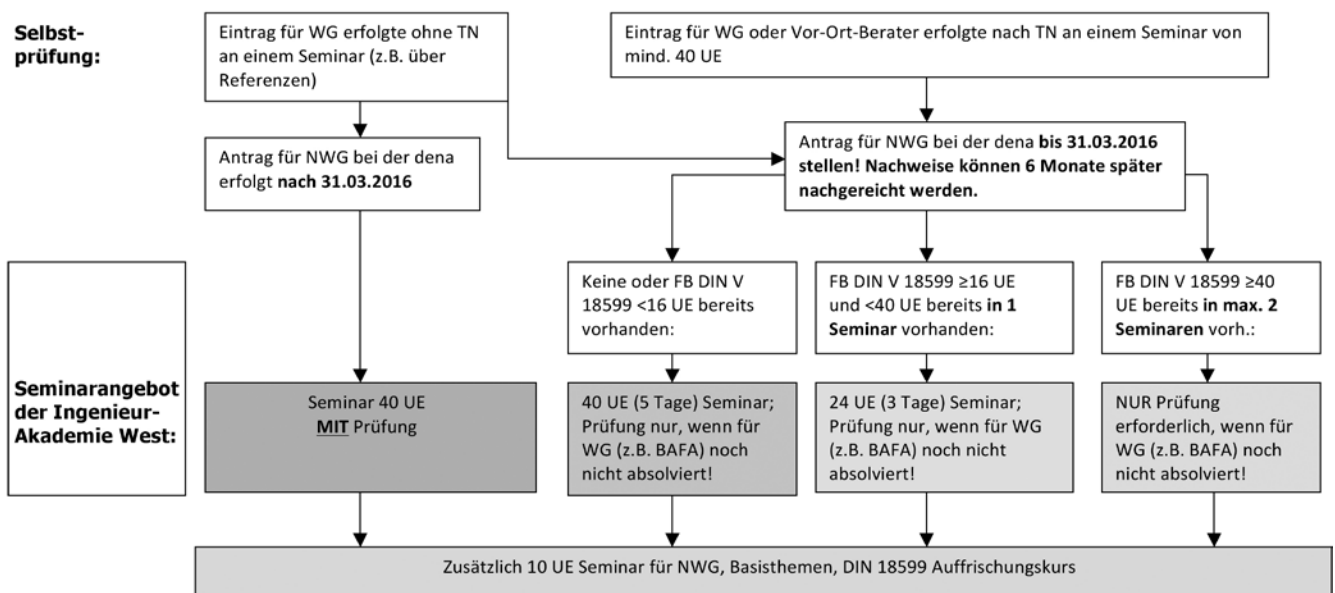 Selbst-
prüfung:
Eintrag für WG erfolgte ohne TN
an einem Seminar (z.B. über
Referenzen)
Eintrag für WG oder Vor-Ort-Berater erfolgte nach TN an einem Seminar von
mind. 40 UE
Antrag für NWG bei der dena
erfolgt nach 31.03.2016
Antrag für NWG bei der dena bis 31.03.2016
stellen! Nachweise können 6 Monate später
nachgereicht werden.
Keine oder FB DIN V
18599 <16 UE bereits
vorhanden:
FB DIN V 18599 ≥16 UE
und <40 UE bereits in 1
Seminar vorhanden:
FB DIN V 18599 ≥40
UE bereits in max. 2
Seminaren vorh.:
Seminarangebot
der Ingenieur-
Akademie West:
Seminar 40 UE
MIT Prüfung
40 UE (5 Tage) Seminar;
Prüfung nur, wenn für
WG (z.B. BAFA) noch
nicht absolviert!
24 UE (3 Tage) Seminar;
Prüfung nur, wenn für WG
(z.B. BAFA) noch nicht
absolviert!
NUR Prüfung
erforderlich, wenn für
WG (z.B. BAFA) noch
nicht absolviert!
Zusätzlich 10 UE Seminar für NWG, Basisthemen, DIN 18599 Auffrischungskurs